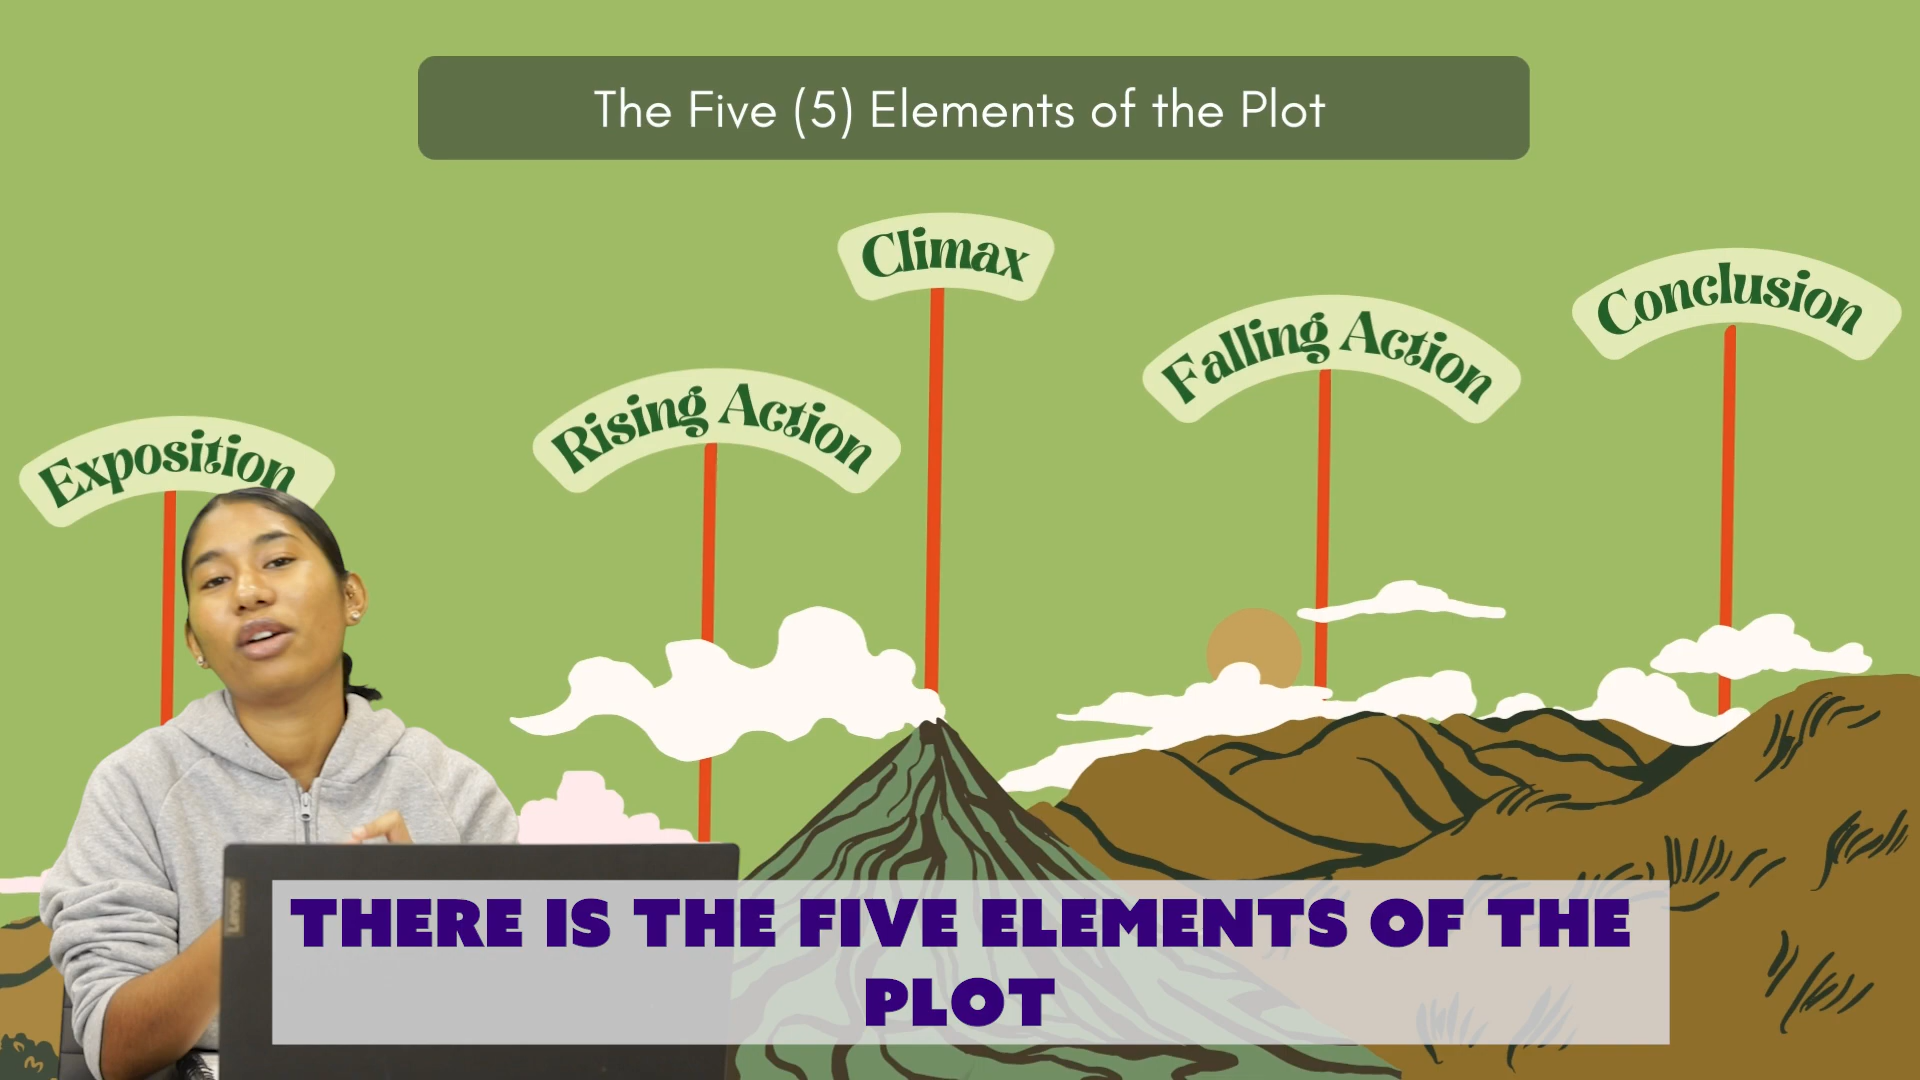 The Five (5) Elements of the Plot
Climax
Conclusion
Falling Action
Rising Action
Exposition
Lenovo
THERE IS THE FIVE ELEMENTS OF THE
PLOT